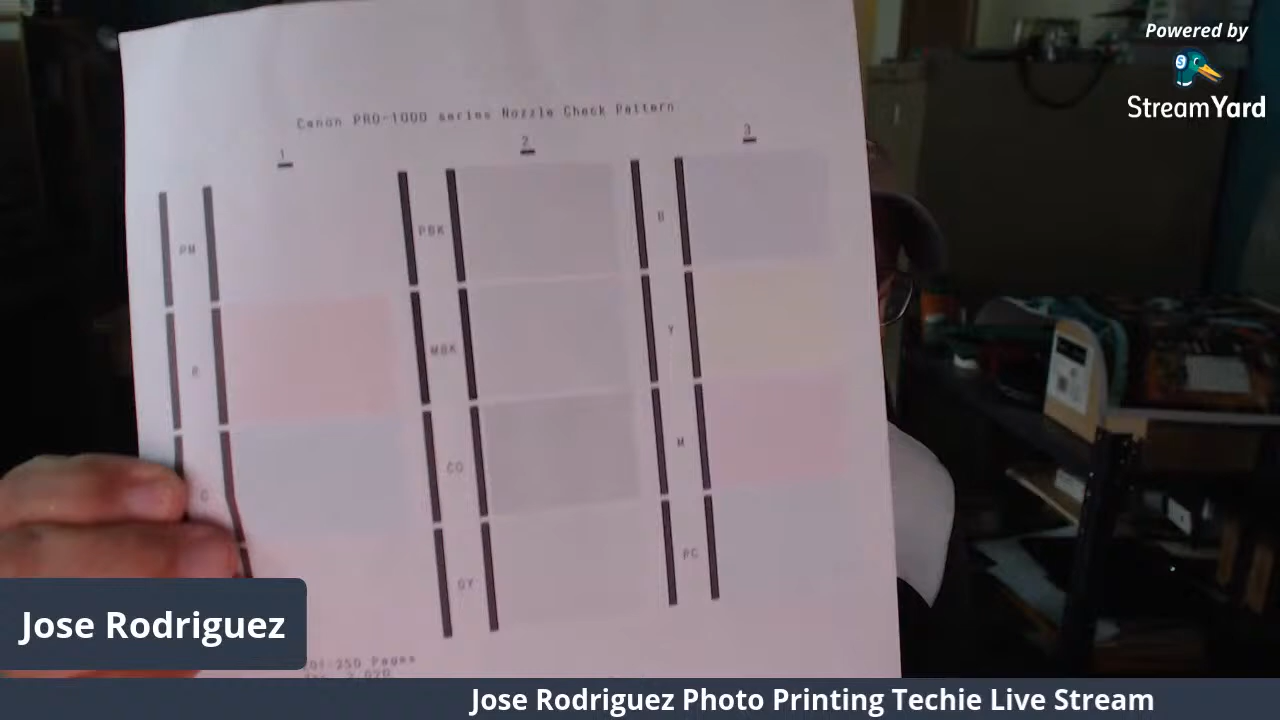 Powered by
StreamYard
Canon PRO-1000 series Nozzle Check Pattern
1
2
3
PM
R
C
PBK
MBK
CO
GY
B
Y
M
PC
Pages
Jose Rodriguez
Jose Rodriguez Photo Printing Techie Live Stream